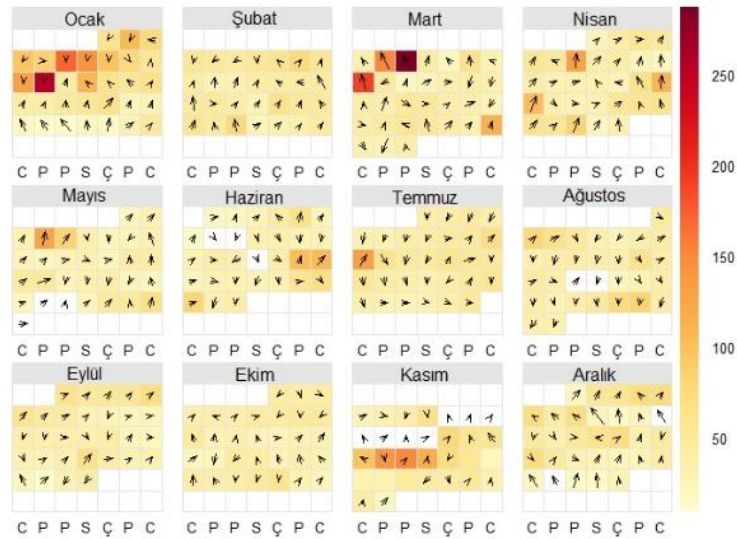 Ocak Şubat Mart Nisan
250
200
C P P S Ç P C C P P S Ç P C C P P S Ç P C C P P S Ç P C
Mayıs Haziran Temmuz Ağustos
150
100
C P P S Ç P C C P P S Ç P C C P P S Ç P C C P P S Ç P C
Eylül Ekim Kasım Aralık
50
C P P S Ç P C C P P S Ç P C C P P S Ç P C C P P S Ç P C